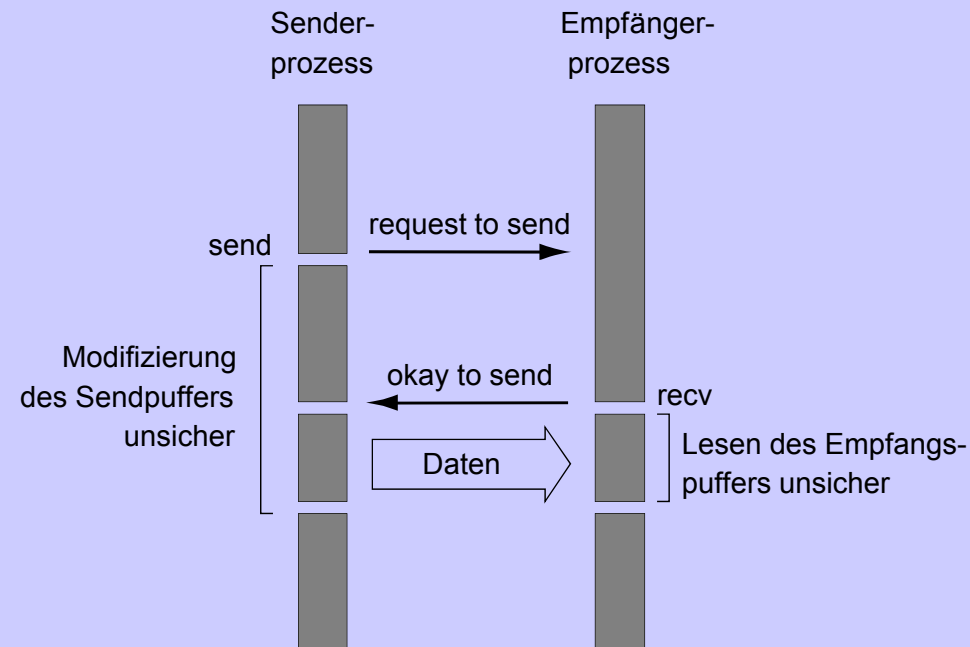 Sender-
prozess
Empfänger-
prozess
request to send
send
Modifizierung
des Sendpuffers
unsicher
okay to send
recv
Daten
Lesen des Empfangs-
puffers unsicher